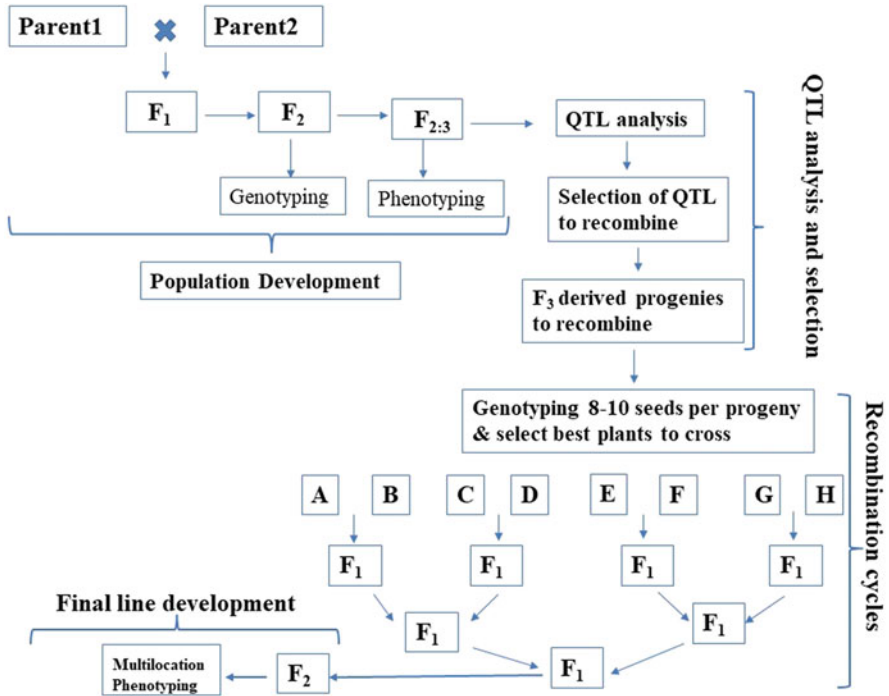 Parent1
Parent2
F₁
F₂
F₂:₃
QTL analysis
Genotyping
Phenotyping
Selection of QTL
to recombine
Population Development
F₃ derived progenies
to recombine
QTL analysis and selection
Genotyping 8-10 seeds per progeny
& select best plants to cross
A
B
C
D
E
F
G
H
F₁
F₁
F₁
F₁
Final line development
F₁
F₁
Multilocation
Phenotyping
F₂
F₁
Recombination cycles